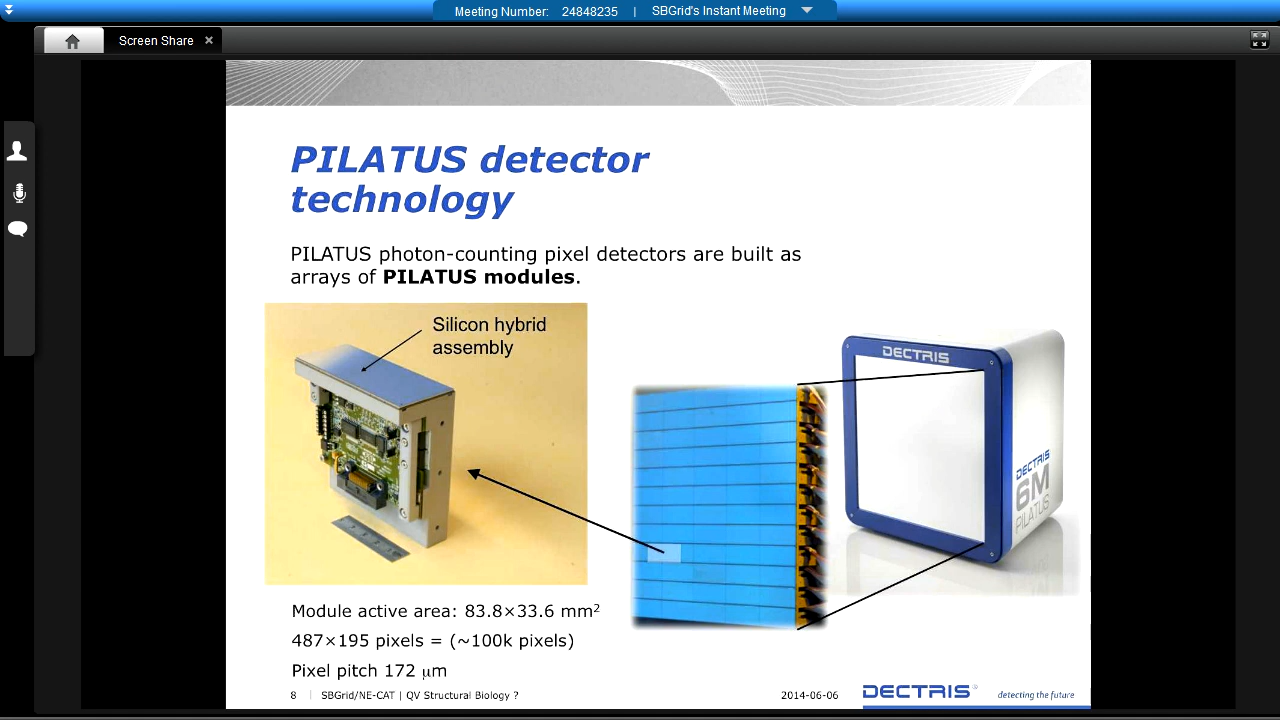 Meeting Number: 24848235 | SBGrid's Instant Meeting
Screen Share
PILATUS detector
technology
PILATUS photon-counting pixel detectors are built as
arrays of PILATUS modules.
Silicon hybrid
assembly
DECTRIS
DECTRIS
6M
PILATUS
Module active area: 83.8×33.6 mm²
487×195 pixels = (~100k pixels)
Pixel pitch 172 μm
8 | SBGrid/NE-CAT | QV Structural Biology ? 2014-06-06 DECTRIS® detecting the future